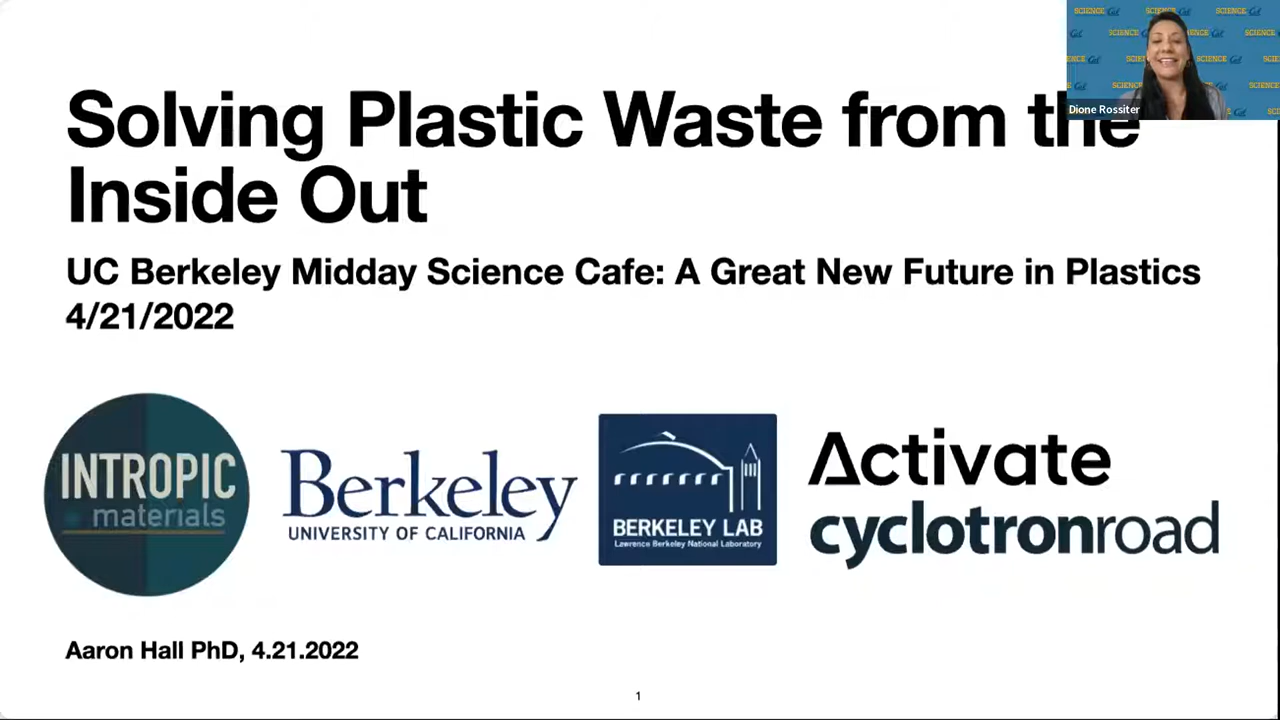 Solving Plastic Waste from the
Inside Out
UC Berkeley Midday Science Cafe: A Great New Future in Plastics
4/21/2022
SCIENCE Cal
Dione Rossiter
INTROPIC
materials
Berkeley
UNIVERSITY OF CALIFORNIA
BERKELEY LAB
Lawrence Berkeley National Laboratory
Activate
cyclotronroad
Aaron Hall PhD, 4.21.2022
1